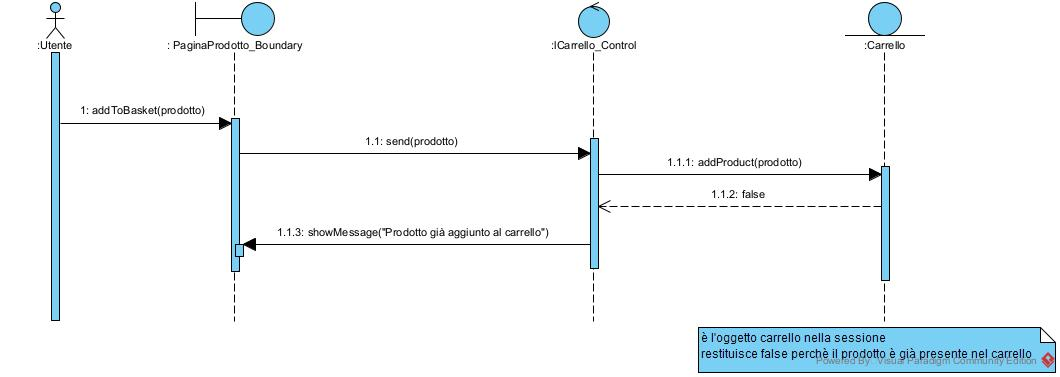 :Utente
: PaginaProdotto_Boundary
:ICarrello_Control
:Carrello
1: addToBasket(prodotto)
1.1: send(prodotto)
1.1.1: addProduct(prodotto)
1.1.2: false
1.1.3: showMessage("Prodotto già aggiunto al carrello")
è l'oggetto carrello nella sessione
restituisce false perchè il prodotto è già presente nel carrello
Powered By Visual Paradigm Community Edition